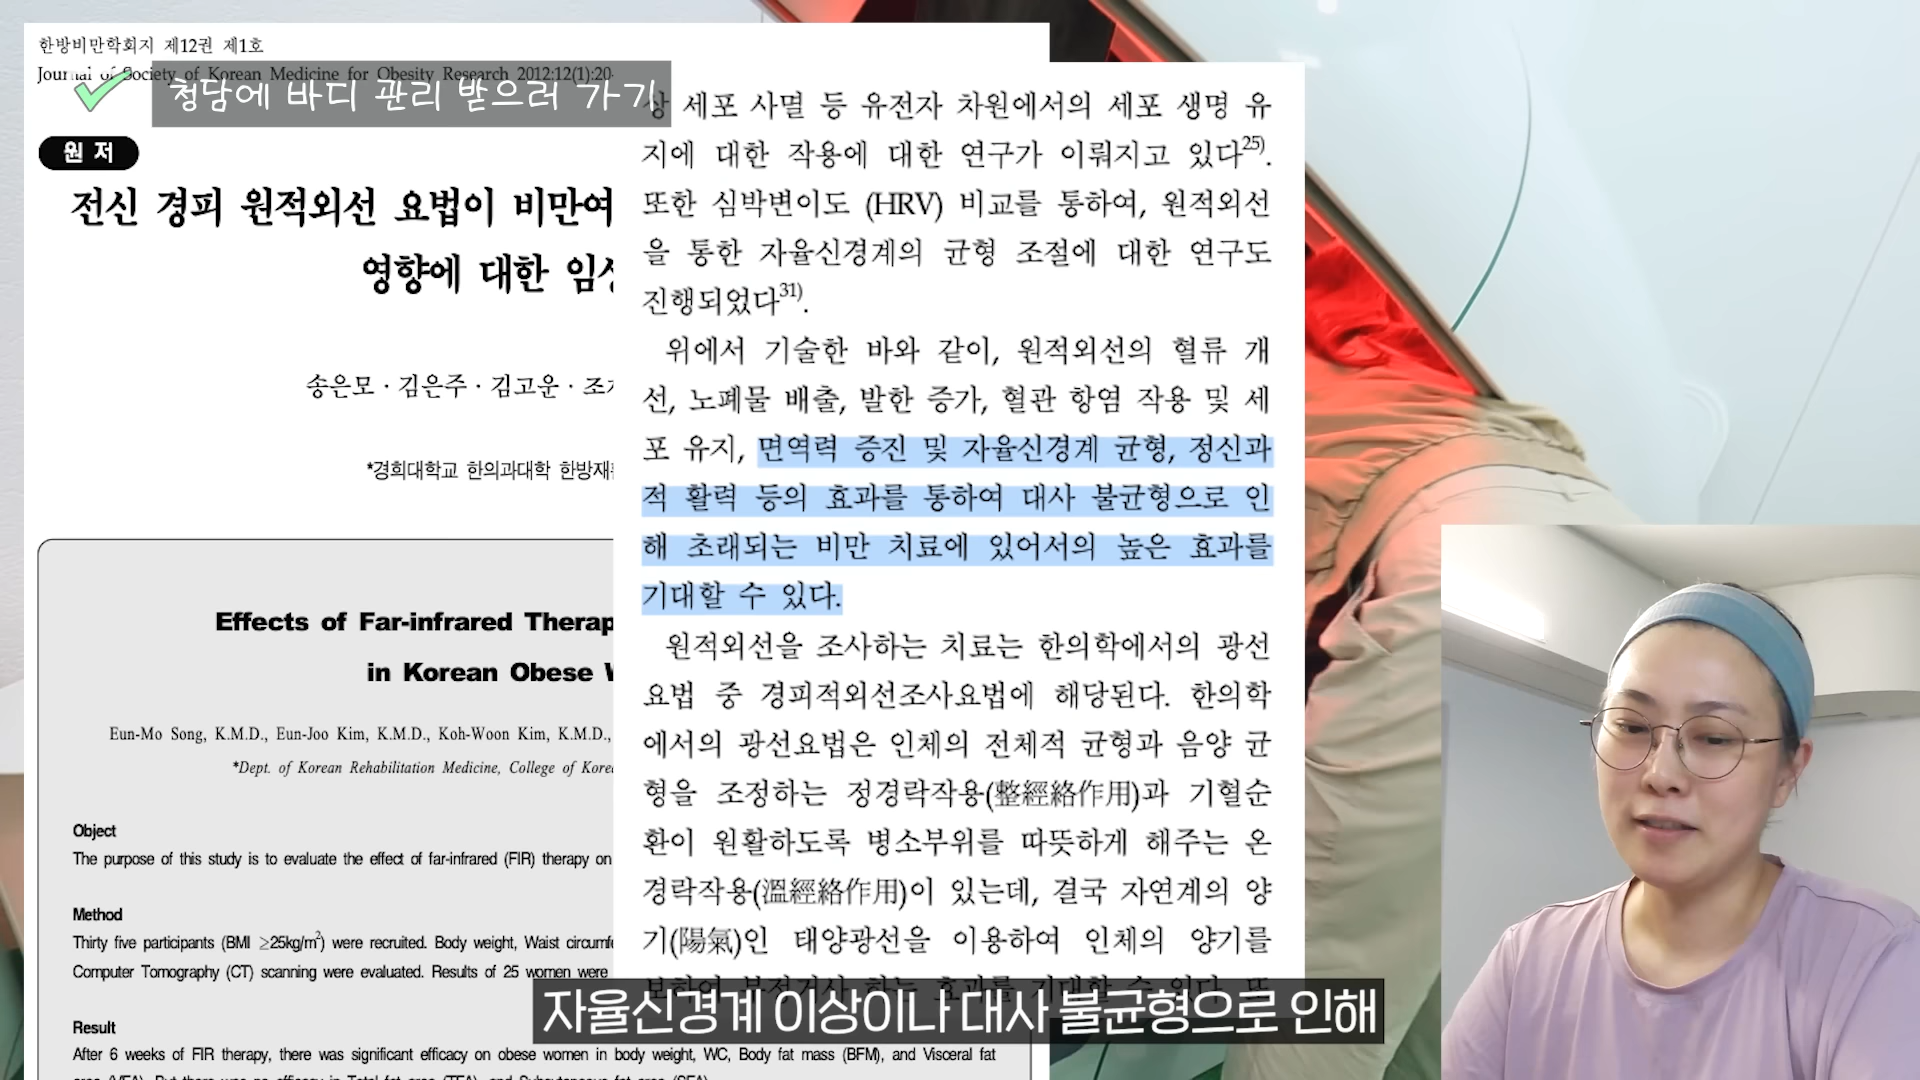 한방비만학회지 제12권 제1호
Journal of Society of Korean Medicine for Obesity Research 2012:12(1):20
청담에 바디 관리 받으러 가기
원 저
전신 경피 원적외선 요법이 비만여
영향에 대한 임상
송은모 · 김은주 · 김고운 ·
*경희대학교 한의과대학
Effects of Far-infrared Therap
in Korean Obese W
Eun-Mo Song, K.M.D., Eun-Joo Kim, K.M.D., Koh-Woon Kim, K.M.D.,
*Dept. of Korean Rehabilitation Medicine, College of Korea
Object
The purpose of this study is to evaluate the effect of far-infrared (FIR) therapy on
Method
Thirty five participants (BMI ≥25kg/m²) were recruited. Body weight, Waist circumfe
Computer Tomography (CT) scanning were evaluated. Results of 25 women were
Result
After 6 weeks of FIR therapy, there was significant efficacy on obese women in body weight, WC, Body fat mass (BFM), and Visceral fat
상 세포 사멸 등 유전자 차원에서의 세포 생명 유
지에 대한 작용에 대한 연구가 이뤄지고 있다25).
또한 심박변이도 (HRV) 비교를 통하여, 원적외선
을 통한 자율신경계의 균형 조절에 대한 연구도
진행되었다31).
위에서 기술한 바와 같이, 원적외선의 혈류 개
선, 노폐물 배출, 발한 증가, 혈관 항염 작용 및 세
포 유지, 면역력 증진 및 자율신경계 균형, 정신과
적 활력 등의 효과를 통하여 대사 불균형으로 인
해 초래되는 비만 치료에 있어서의 높은 효과를
기대할 수 있다.
원적외선을 조사하는 치료는 한의학에서의 광선
요법 중 경피적외선조사요법에 해당된다. 한의학
에서의 광선요법은 인체의 전체적 균형과 음양 균
형을 조정하는 정경락작용(整經絡作用)과 기혈순
환이 원활하도록 병소부위를 따뜻하게 해주는 온
경락작용(溫經絡作用)이 있는데, 결국 자연계의 양
기(陽氣)인 태양광선을 이용하여 인체의 양기를
자율신경계 이상이나 대사 불균형으로 인해